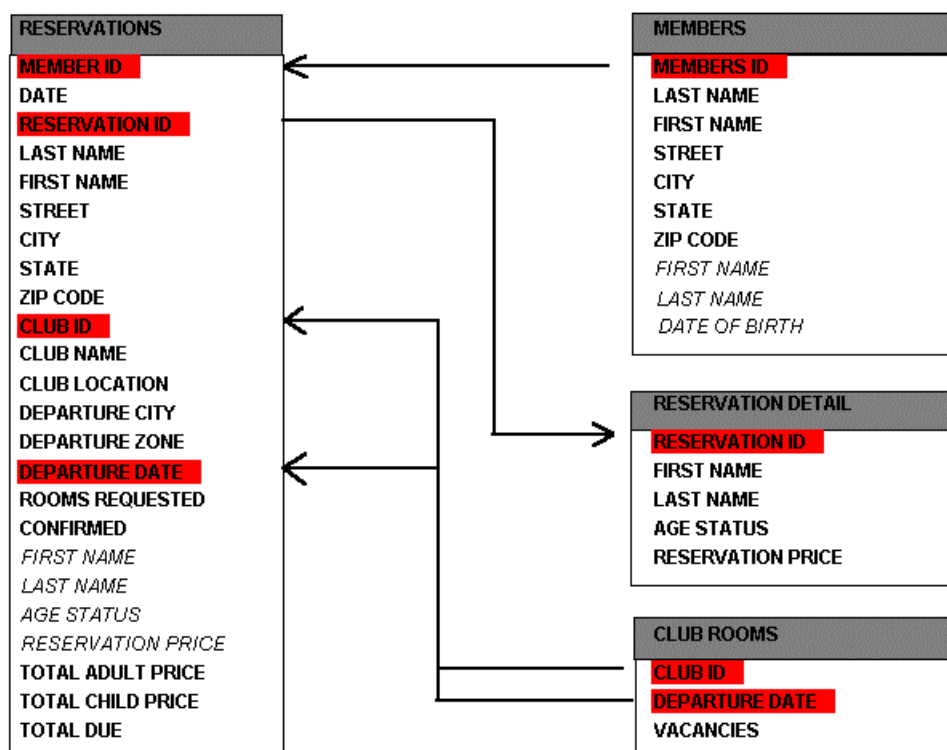 RESERVATIONS
MEMBER ID
DATE
RESERVATION ID
LAST NAME
FIRST NAME
STREET
CITY
STATE
ZIP CODE
CLUB ID
CLUB NAME
CLUB LOCATION
DEPARTURE CITY
DEPARTURE ZONE
DEPARTURE DATE
ROOMS REQUESTED
CONFIRMED
FIRST NAME
LAST NAME
AGE STATUS
RESERVATION PRICE
TOTAL ADULT PRICE
TOTAL CHILD PRICE
TOTAL DUE
MEMBERS
MEMBERS ID
LAST NAME
FIRST NAME
STREET
CITY
STATE
ZIP CODE
FIRST NAME
LAST NAME
DATE OF BIRTH
RESERVATION DETAIL
RESERVATION ID
FIRST NAME
LAST NAME
AGE STATUS
RESERVATION PRICE
CLUB ROOMS
CLUB ID
DEPARTURE DATE
VACANCIES